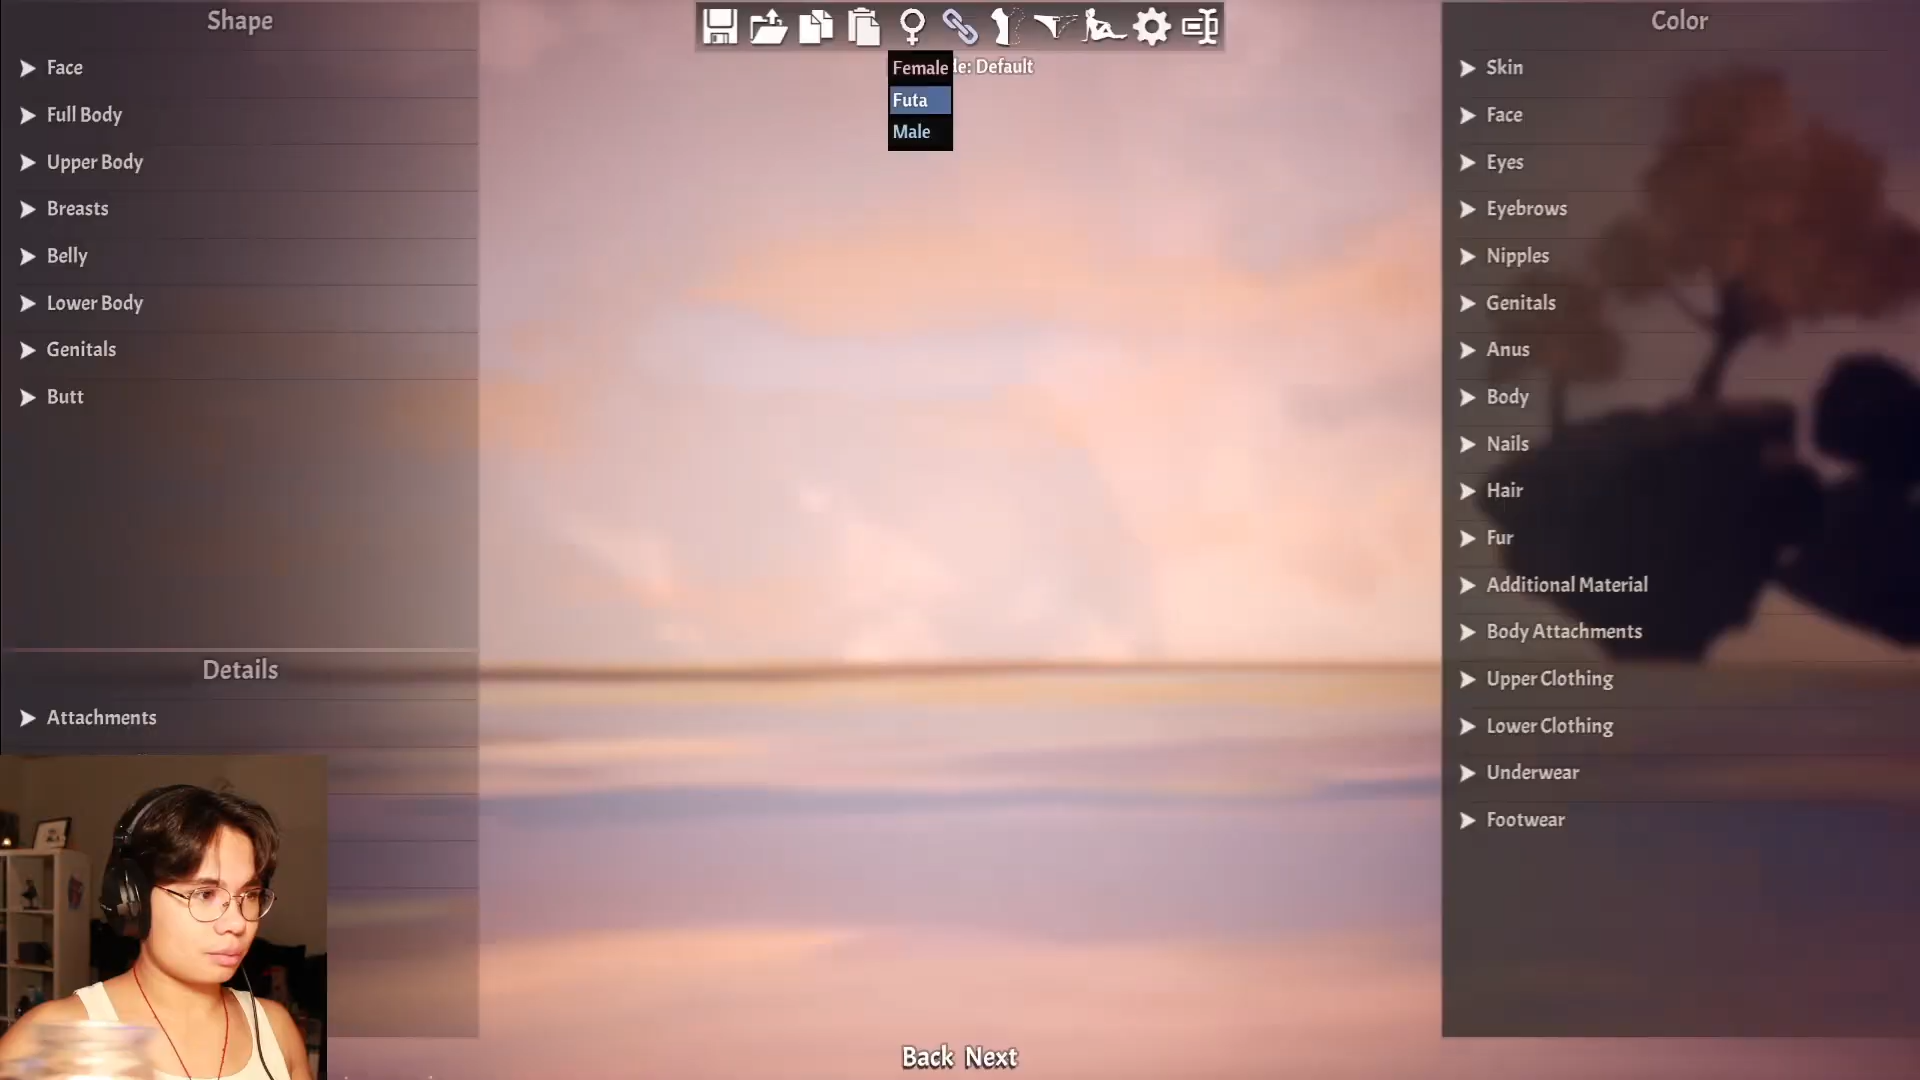 Shape
Face
Full Body
Upper Body
Breasts
Belly
Lower Body
Genitals
Butt
Details
Attachments
Female
de: Default
Futa
Male
Color
Skin
Face
Eyes
Eyebrows
Nipples
Genitals
Anus
Body
Nails
Hair
Fur
Additional Material
Body Attachments
Upper Clothing
Lower Clothing
Underwear
Footwear
Back Next